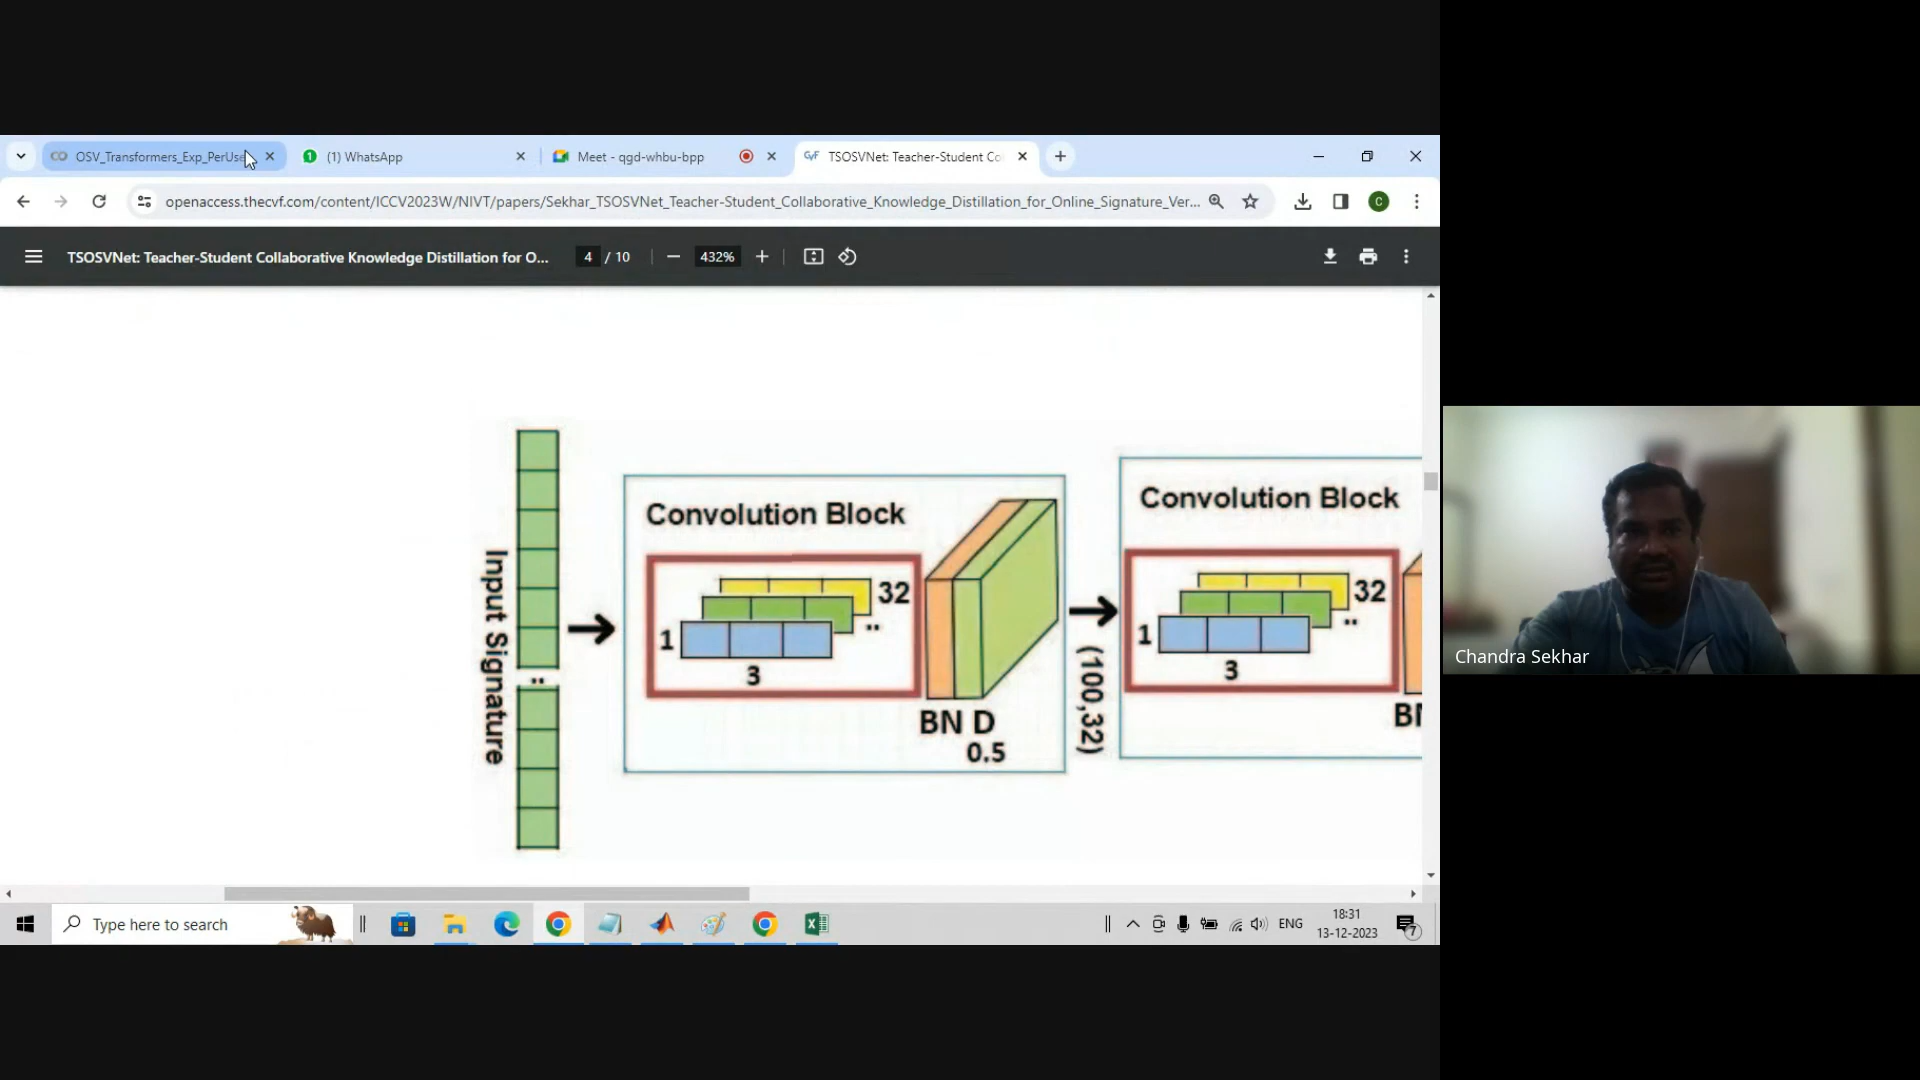 OSV_Transformers_Exp_PerUse
(1) WhatsApp
Meet - qgd-whbu-bpp
TSOSVNet: Teacher-Student Co
openaccess.thecvf.com/content/ICCV2023W/NIVT/papers/Sekhar_TSOSVNet_Teacher-Student_Collaborative_Knowledge_Distillation_for_Online_Signature_Ver...
C
TSOSVNet: Teacher-Student Collaborative Knowledge Distillation for O...
4 / 10
432%
Input Signature
Convolution Block
1
3
32
..
BN D
0.5
(100,32)
Convolution Block
1
3
32
..
BN
..
Chandra Sekhar
Type here to search
ENG
18:31
13-12-2023
7